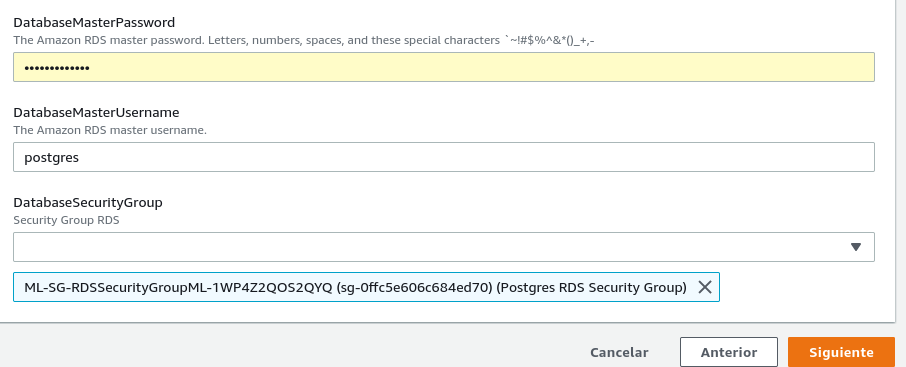 DatabaseMasterPassword
The Amazon RDS master password. Letters, numbers, spaces, and these special characters `~!#$%^&*()_+,-
•••••••••••••
DatabaseMasterUsername
The Amazon RDS master username.
postgres
DatabaseSecurityGroup
Security Group RDS
ML-SG-RDSSecurityGroupML-1WP4Z2QOS2QYQ (sg-0ffc5e606c684ed70) (Postgres RDS Security Group)
Cancelar Anterior Siguiente